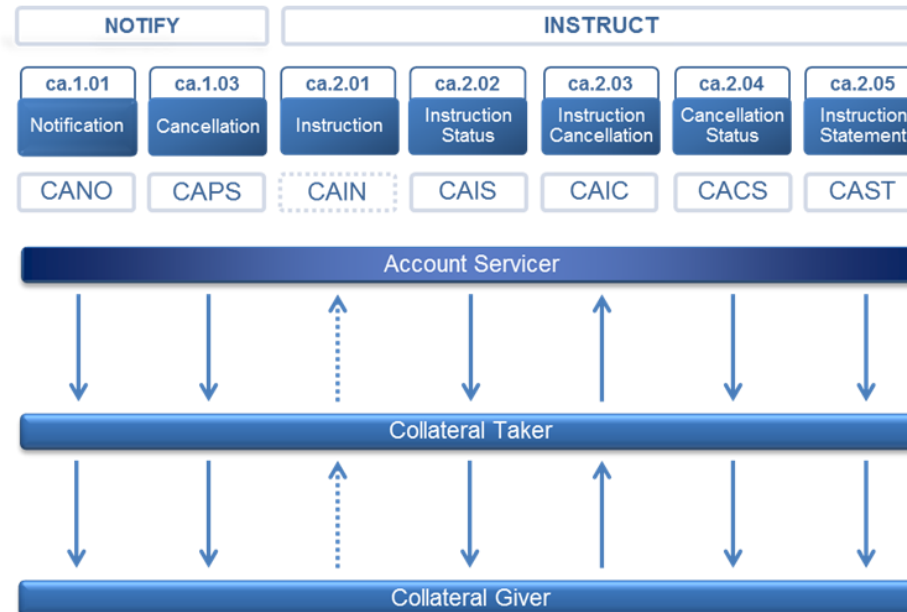 NOTIFY
INSTRUCT
ca.1.01
ca.1.03
ca.2.01
ca.2.02
ca.2.03
ca.2.04
ca.2.05
Notification
Cancellation
Instruction
Instruction
Status
Instruction
Cancellation
Cancellation
Status
Instruction
Statement
CANO
CAPS
CAIN
CAIS
CAIC
CACS
CAST
Account Servicer
Collateral Taker
Collateral Giver